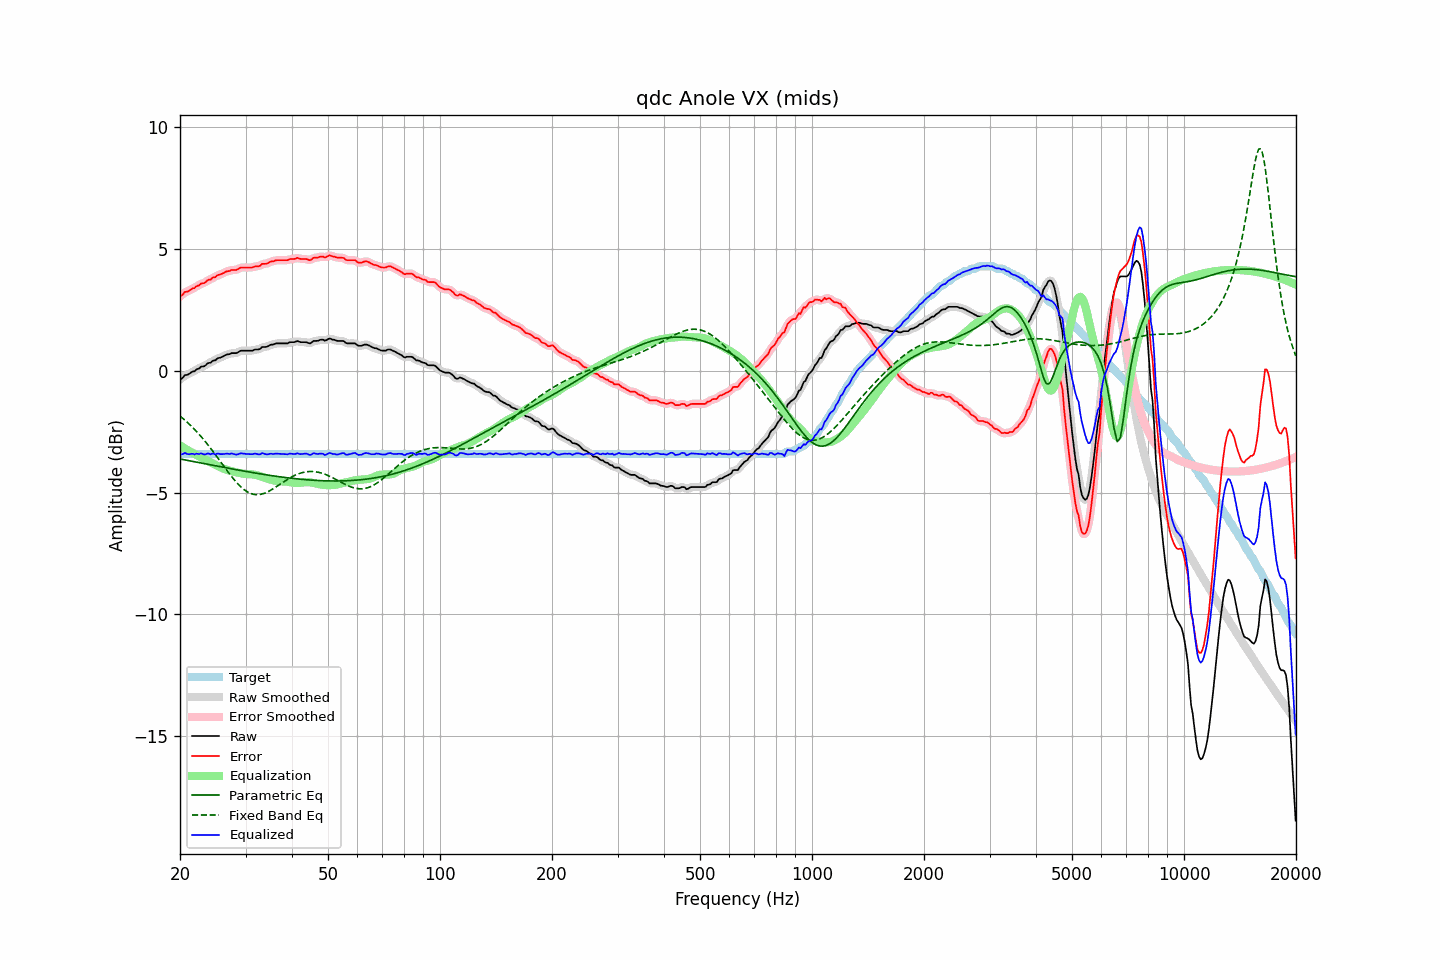 qdc Anole VX (mids)
10
5
0
−5
−10
−15
Amplitude (dBr)
Target
Raw Smoothed
Error Smoothed
Raw
Error
Equalization
Parametric Eq
Fixed Band Eq
Equalized
20 50 100 200 500 1000 2000 5000 10000 20000
Frequency (Hz)